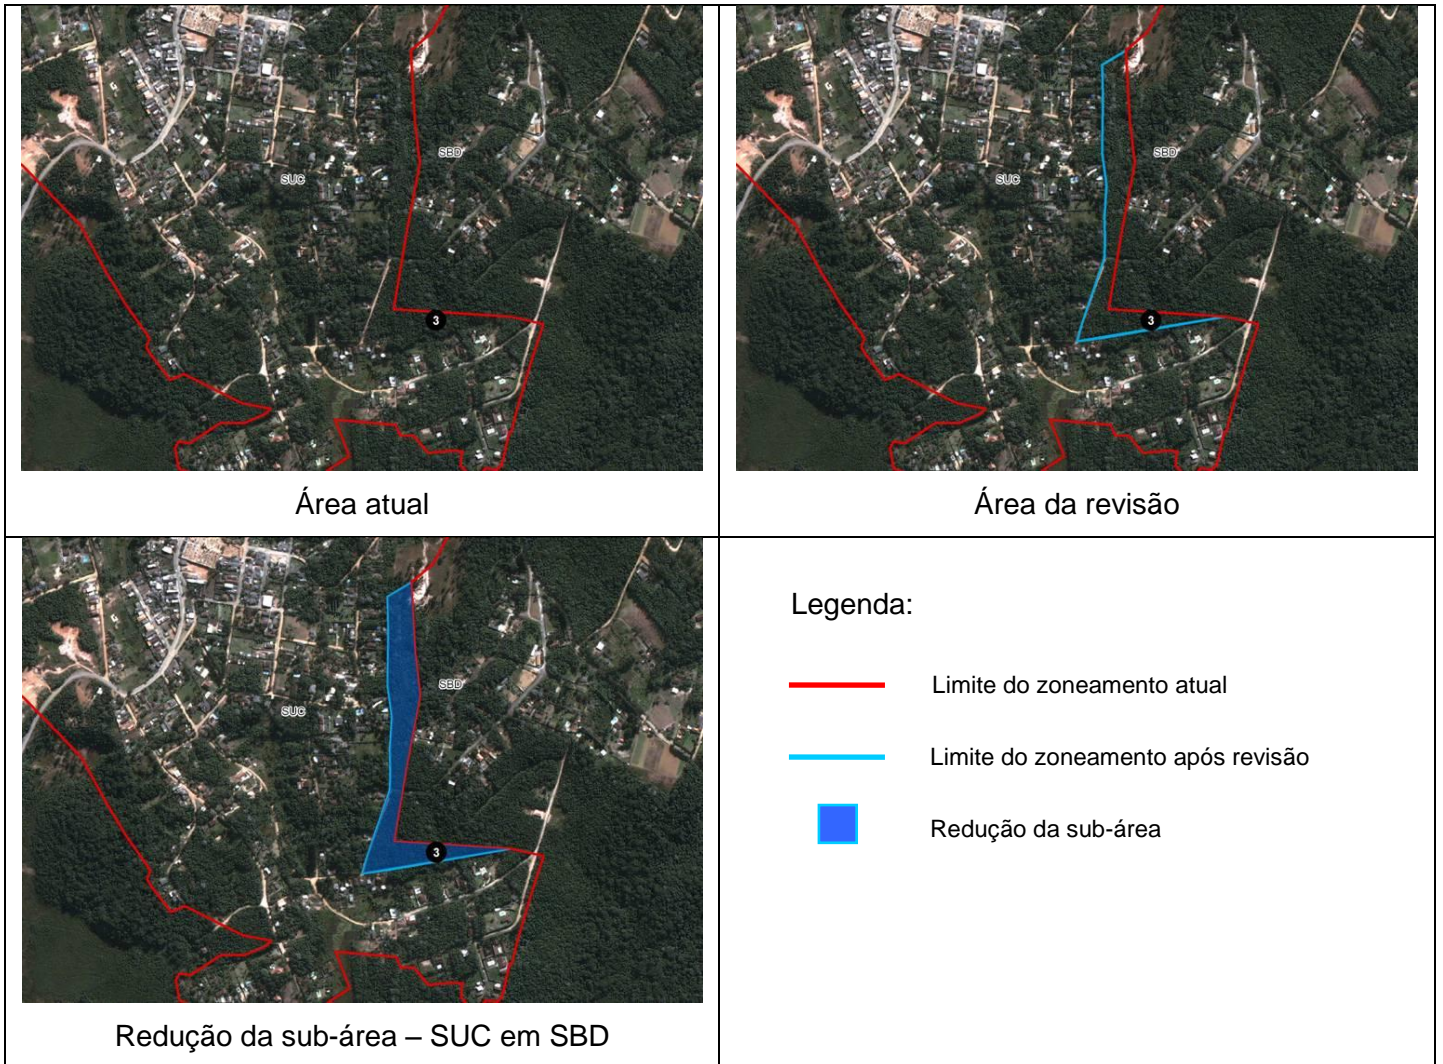 SBD
SUC
3
Área atual
SBD
SUC
3
Área da revisão
SBD
SUC
3
Redução da sub-área – SUC em SBD
Legenda:
Limite do zoneamento atual
Limite do zoneamento após revisão
Redução da sub-área